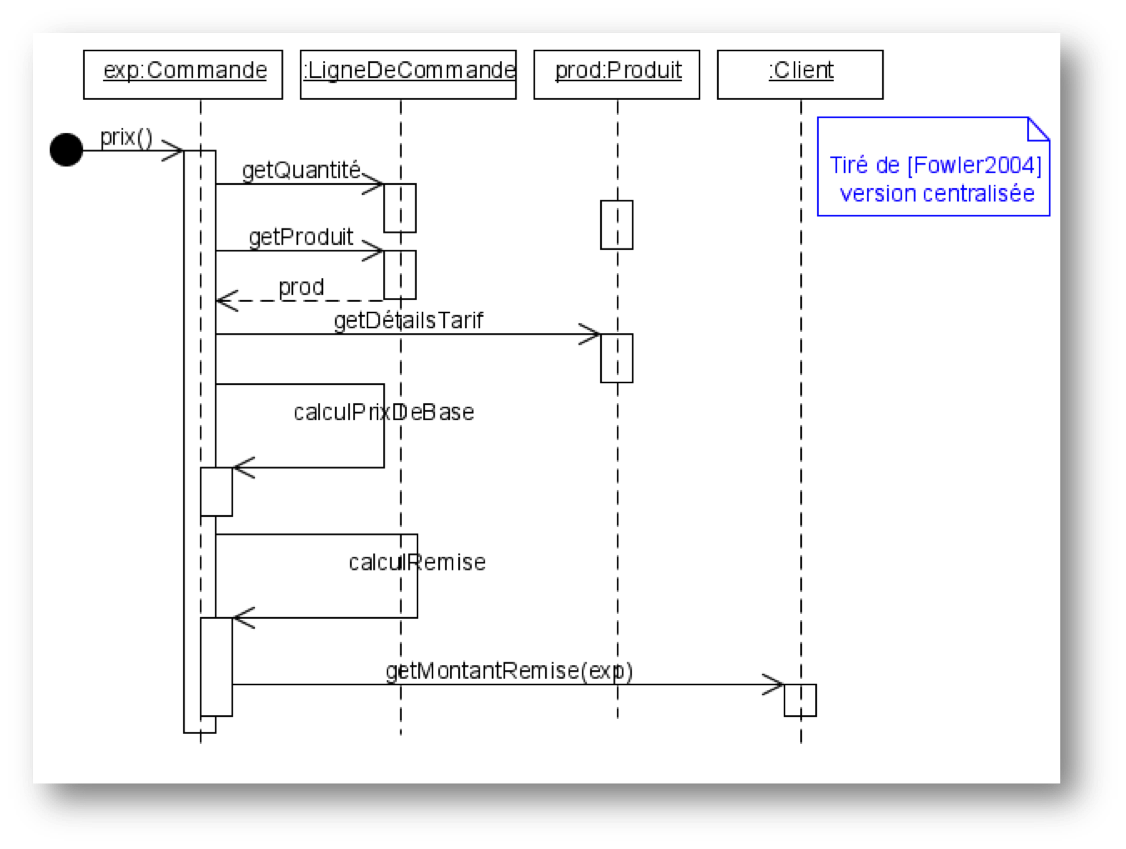 exp:Commande
:LigneDeCommande
prod:Produit
:Client
prix()
Tiré de [Fowler2004]
version centralisée
getQuantité
getProduit
prod
getDétailsTarif
calculPrixDeBase
calculRemise
getMontantRemise(exp)